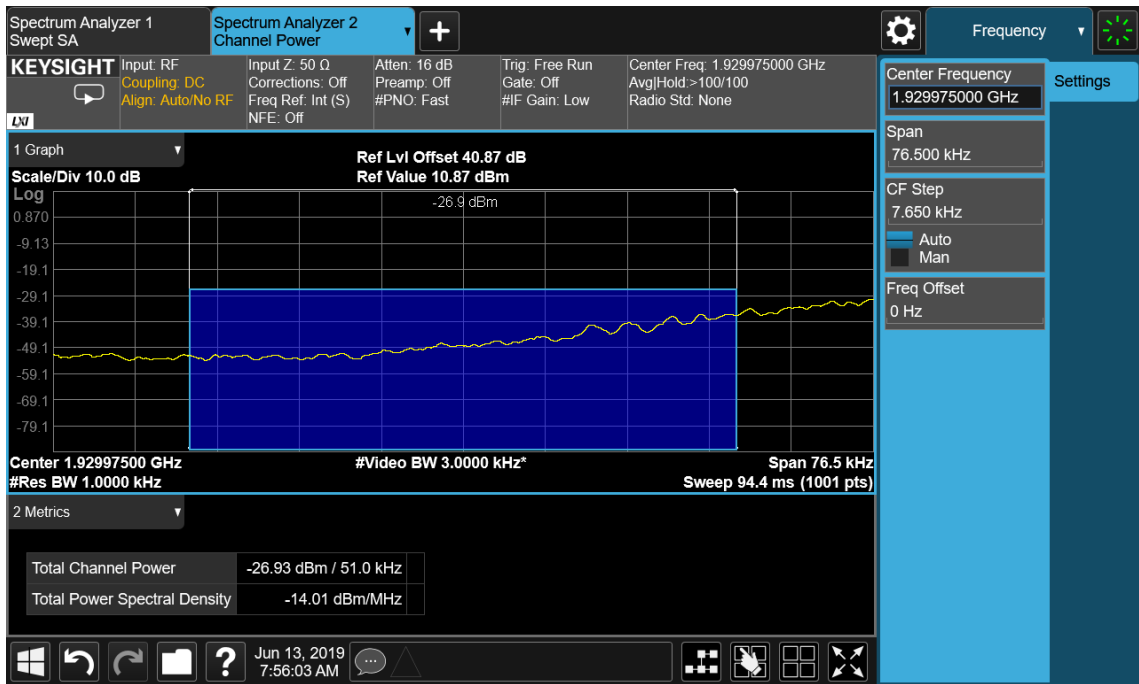 Spectrum Analyzer 1
Swept SA
Spectrum Analyzer 2
Channel Power
▼
+
Frequency
▼
KEYSIGHT
LXI
Input: RF
Coupling: DC
Align: Auto/No RF
Input Z: 50 Ω
Corrections: Off
Freq Ref: Int (S)
NFE: Off
Atten: 16 dB
Preamp: Off
#PNO: Fast
Trig: Free Run
Gate: Off
#IF Gain: Low
Center Freq: 1.929975000 GHz
Avg|Hold:>100/100
Radio Std: None
Center Frequency
1.929975000 GHz
Settings
Span
76.500 kHz
CF Step
7.650 kHz
Auto
Man
Freq Offset
0 Hz
1 Graph ▼
Scale/Div 10.0 dB
Ref Lvl Offset 40.87 dB
Ref Value 10.87 dBm
Log
-26.9 dBm
0.870
-9.13
-19.1
-29.1
-39.1
-49.1
-59.1
-69.1
-79.1
Center 1.92997500 GHz
#Video BW 3.0000 kHz*
Span 76.5 kHz
#Res BW 1.0000 kHz
Sweep 94.4 ms (1001 pts)
2 Metrics ▼
Total Channel Power -26.93 dBm / 51.0 kHz
Total Power Spectral Density -14.01 dBm/MHz
?
Jun 13, 2019
7:56:03 AM